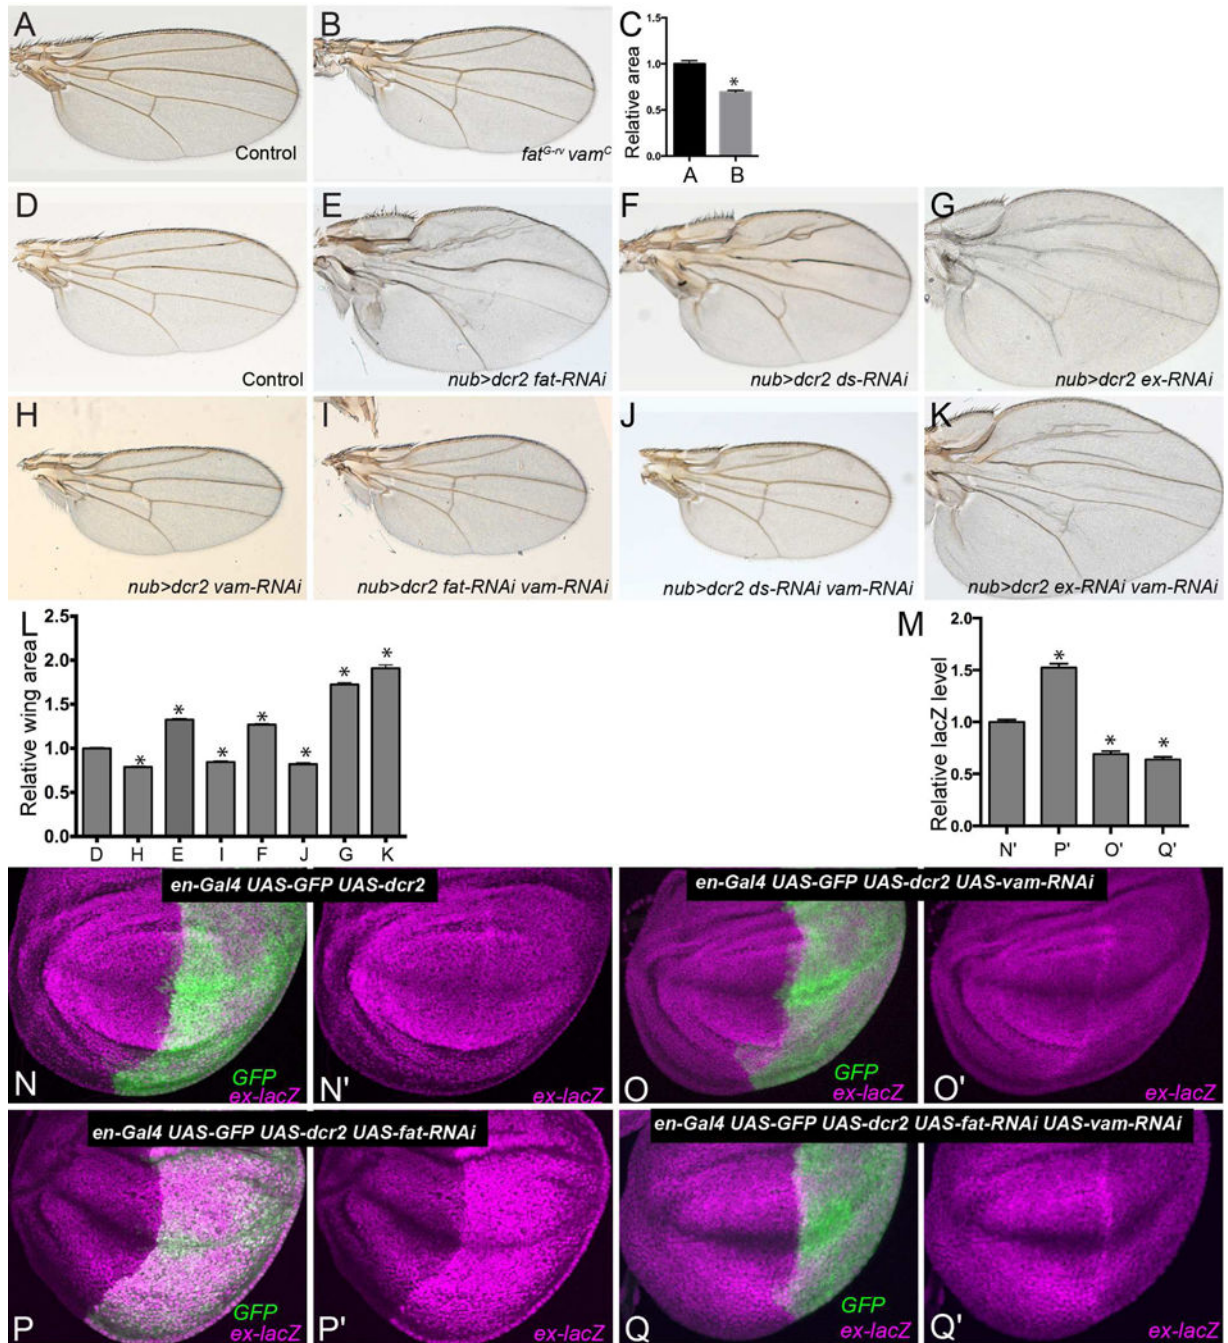 A
Control
B
fat^G-rv vam^C
C
Relative area
1.5
1.0
0.5
0.0
*
A B
D
Control
E
nub>dcr2 fat-RNAi
F
nub>dcr2 ds-RNAi
G
nub>dcr2 ex-RNAi
H
nub>dcr2 vam-RNAi
I
nub>dcr2 fat-RNAi vam-RNAi
J
nub>dcr2 ds-RNAi vam-RNAi
K
nub>dcr2 ex-RNAi vam-RNAi
L
Relative wing area
2.5
2.0
1.5
1.0
0.5
0.0
* * * * * * *
D H E I F J G K
M
Relative lacZ level
2.0
1.5
1.0
0.5
0.0
* * *
N' P' O' Q'
en-Gal4 UAS-GFP UAS-dcr2
N
GFP
ex-lacZ
N'
ex-lacZ
en-Gal4 UAS-GFP UAS-dcr2 UAS-vam-RNAi
O
GFP
ex-lacZ
O'
ex-lacZ
en-Gal4 UAS-GFP UAS-dcr2 UAS-fat-RNAi
P
GFP
ex-lacZ
P'
ex-lacZ
en-Gal4 UAS-GFP UAS-dcr2 UAS-fat-RNAi UAS-vam-RNAi
Q
GFP
ex-lacZ
Q'
ex-lacZ